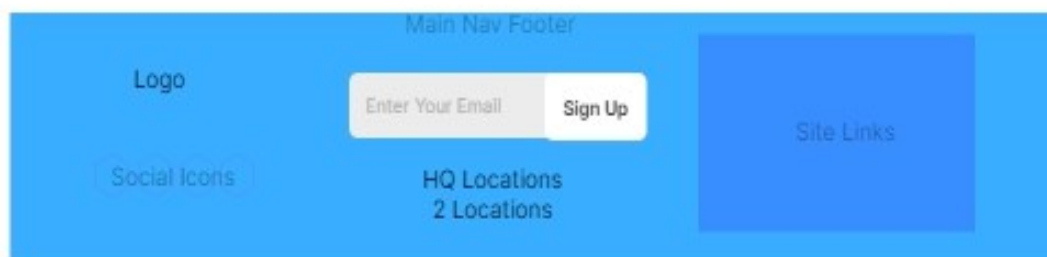 Main Nav Footer
Logo
Enter Your Email
Sign Up
Site Links
Social Icons
HQ Locations
2 Locations